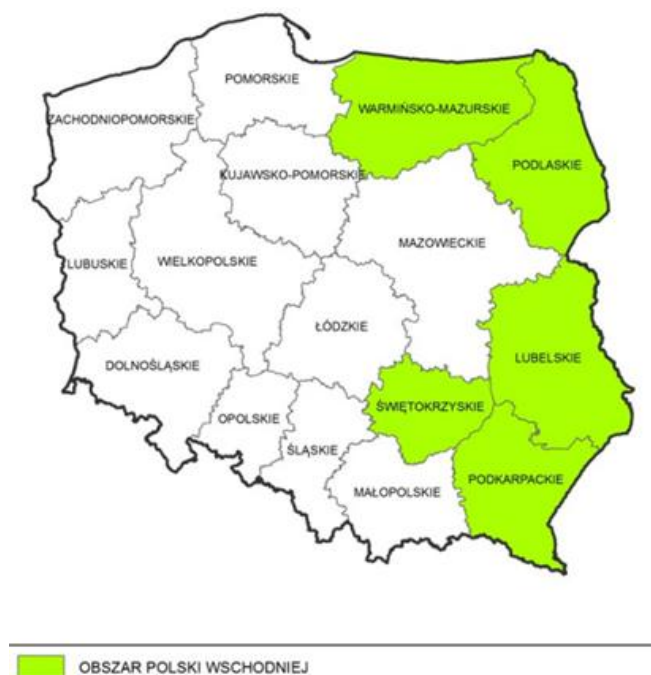 POMORSKIE
WARMIŃSKO-MAZURSKIE
ZACHODNIOPOMORSKIE
PODLASKIE
KUJAWSKO-POMORSKIE
MAZOWIECKIE
LUBUSKIE
WIELKOPOLSKIE
ŁÓDZKIE
LUBELSKIE
DOLNOŚLĄSKIE
ŚWIĘTOKRZYSKIE
OPOLSKIE
ŚLĄSKIE
PODKARPACKIE
MAŁOPOLSKIE
OBSZAR POLSKI WSCHODNIEJ